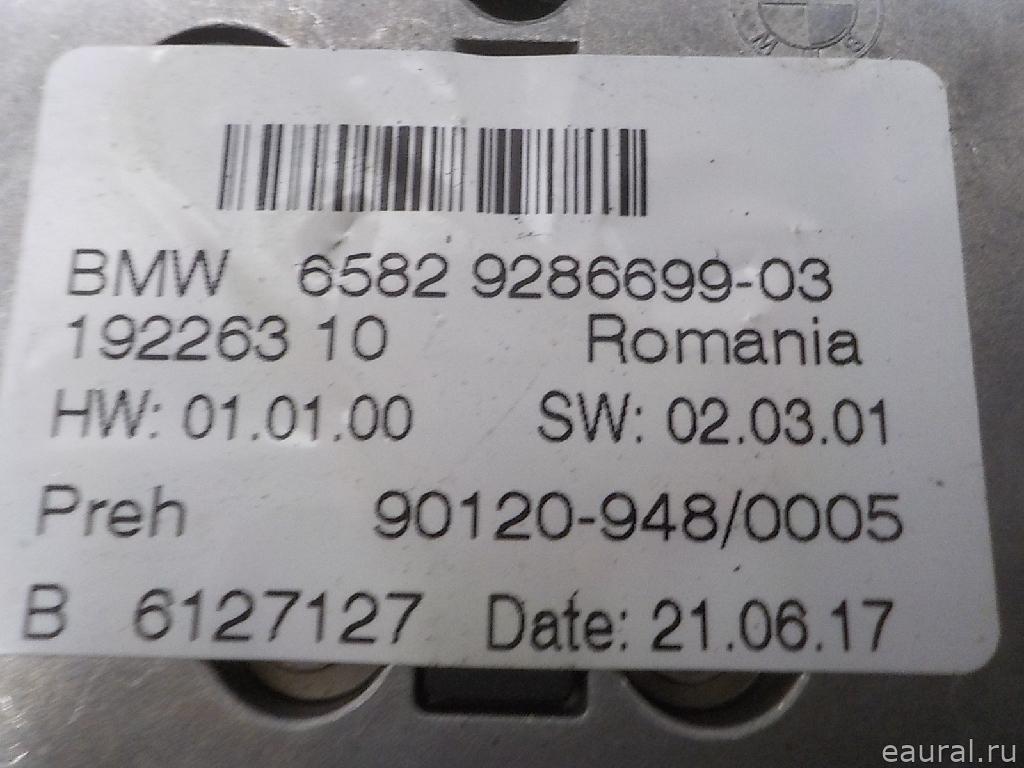 BMW
BMW 6582 9286699-03
192263 10 Romania
HW: 01.01.00 SW: 02.03.01
Preh 90120-948/0005
B 6127127 Date: 21.06.17
eaural.ru